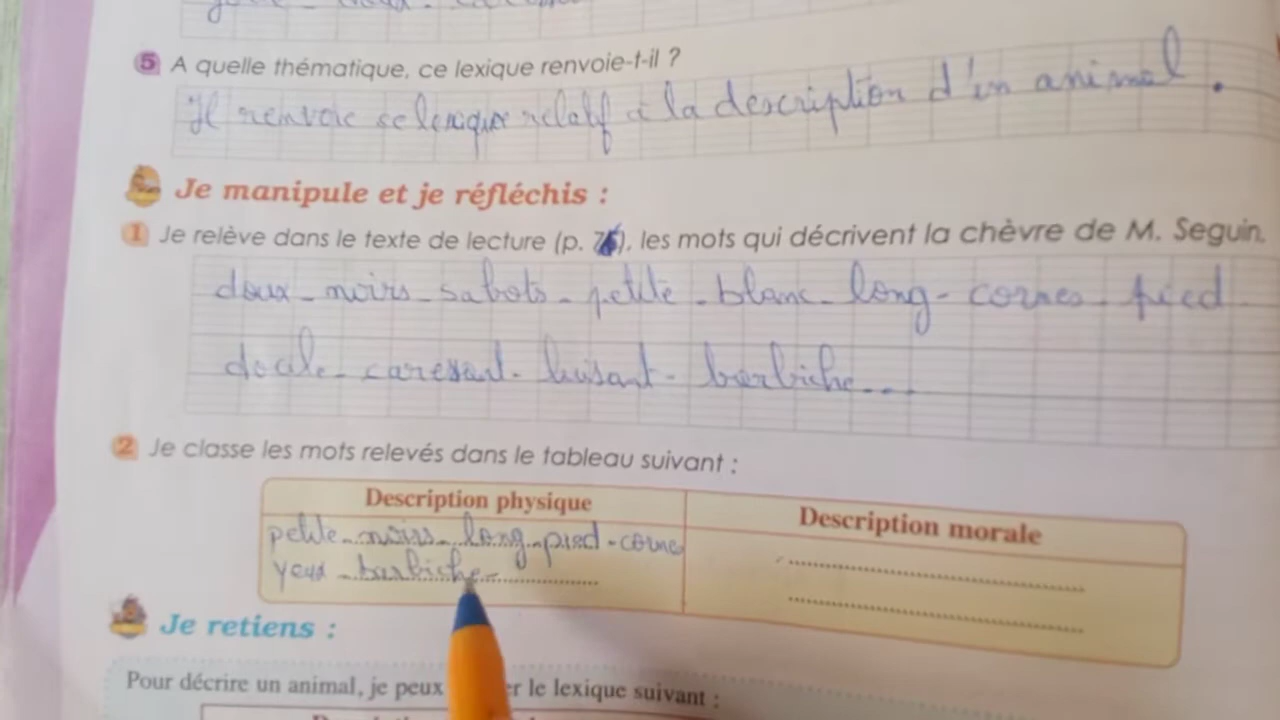 5 A quelle thématique, ce lexique renvoie-t-il ?
Il renvoie ce lexique relatif à la description d'un animal.
Je manipule et je réfléchis :
1 Je relève dans le texte de lecture (p. 76), les mots qui décrivent la chèvre de M. Seguin.
doux - noirs - sabots - petite - blanc - long - cornes - pied
docile - caressant - luisant - barbiche...
2 Je classe les mots relevés dans le tableau suivant :
Description physique
Description morale
petite - noirs - long - pied - corne
yeux - barbiche -
Je retiens :
Pour décrire un animal, je peux le lexique suivant :